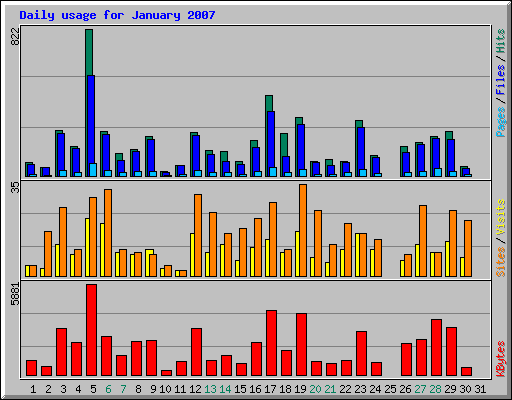 Daily usage for January 2007
822
Pages / Files / Hits
35
Sites / Visits
5881
KBytes
1 2 3 4 5 6 7 8 9 10 11 12 13 14 15 16 17 18 19 20 21 22 23 24 25 26 27 28 29 30 31